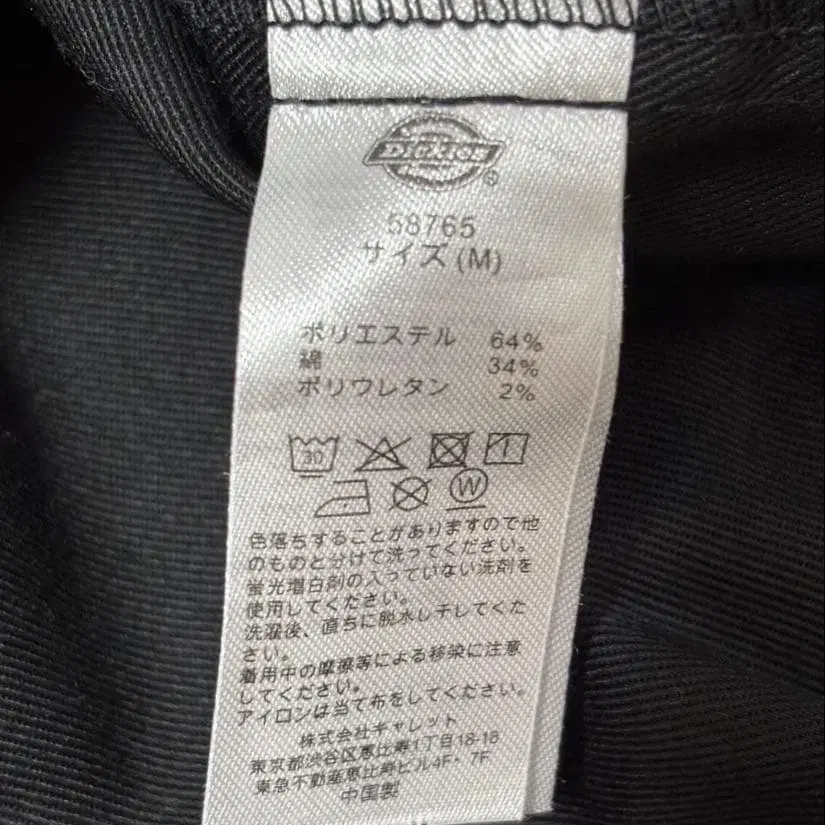 Dickies
®
58765
サイズ(M)
ポリエステル 64%
綿 34%
ポリウレタン 2%
30
W
色落ちすることがありますので他
のものと分けて洗ってください。
蛍光増白剤の入っていない洗剤を
使用してください。
洗濯後、直ちに脱水し干してくだ
さい。
着用中の摩擦等による移染に注意
してください。
アイロンは当て布をしてください。
株式会社ギャレット
東京都渋谷区恵比寿1丁目18-18
東急不動産恵比寿ビル4F・7F
中国製